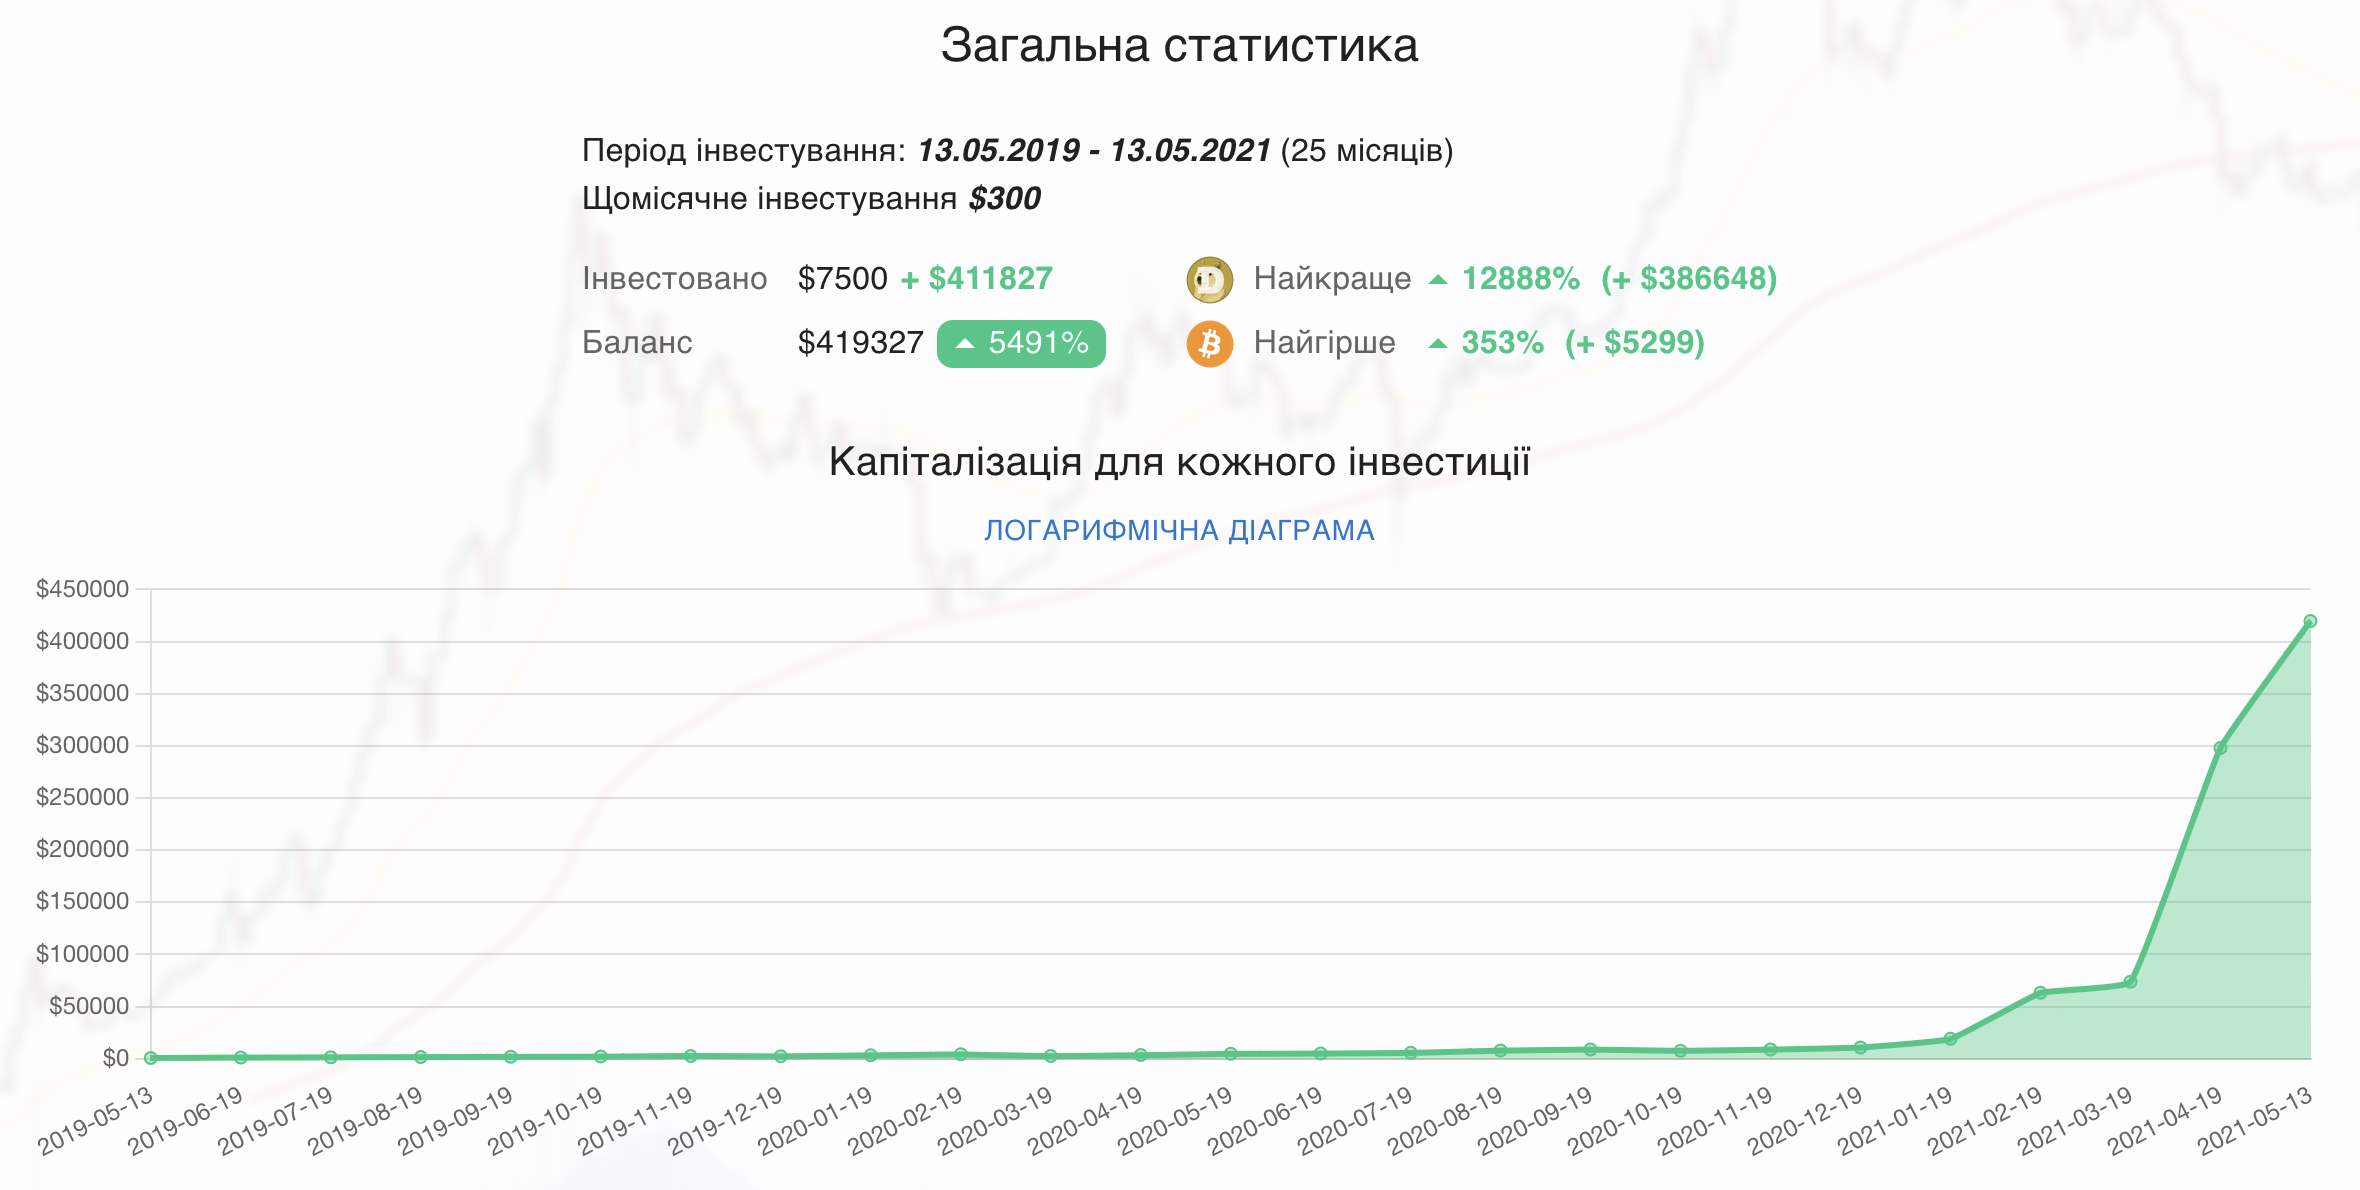 Загальна статистика
Період інвестування: 13.05.2019 - 13.05.2021 (25 місяців)
Щомісячне інвестування $300
Інвестовано $7500 + $411827 Найкраще 12888% (+ $386648)
Баланс $419327 5491% Найгірше 353% (+ $5299)
Капіталізація для кожного інвестиції
ЛОГАРИФМІЧНА ДІАГРАМА
$450000
$400000
$350000
$300000
$250000
$200000
$150000
$100000
$50000
$0
2019-05-13 2019-06-19 2019-07-19 2019-08-19 2019-09-19 2019-10-19 2019-11-19 2019-12-19 2020-01-19 2020-02-19 2020-03-19 2020-04-19 2020-05-19 2020-06-19 2020-07-19 2020-08-19 2020-09-19 2020-10-19 2020-11-19 2020-12-19 2021-01-19 2021-02-19 2021-03-19 2021-04-19 2021-05-13